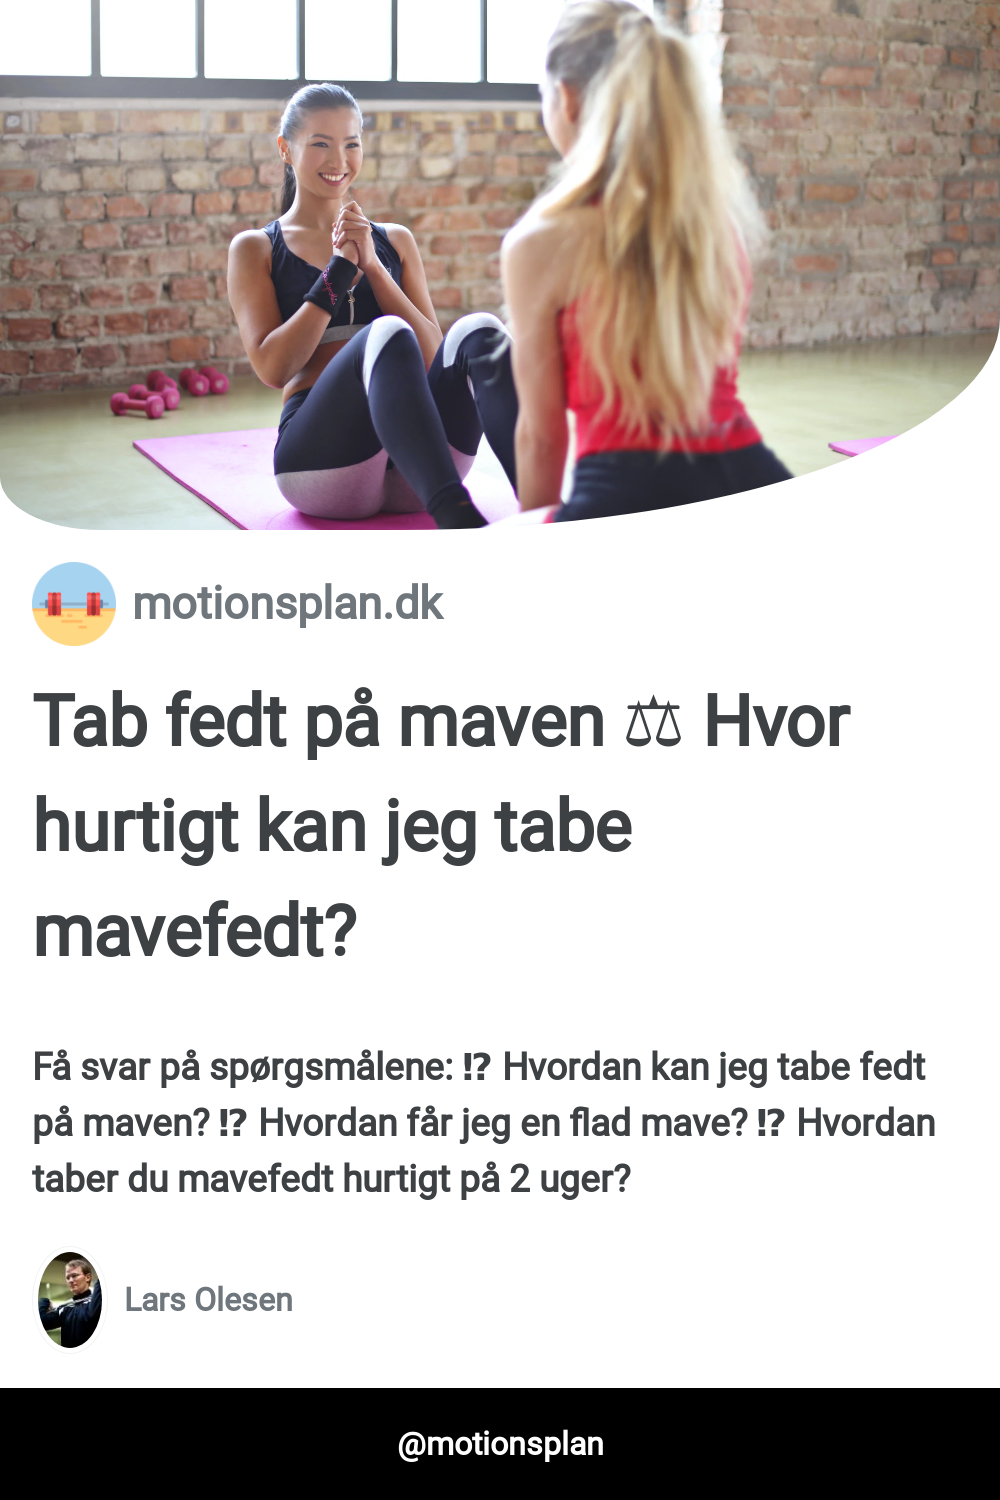 motionsplan.dk
Tab fedt på maven ⚖ Hvor
hurtigt kan jeg tabe
mavefedt?
Få svar på spørgsmålene: ⁉ Hvordan kan jeg tabe fedt
på maven? ⁉ Hvordan får jeg en flad mave? ⁉ Hvordan
taber du mavefedt hurtigt på 2 uger?
Lars Olesen
@motionsplan